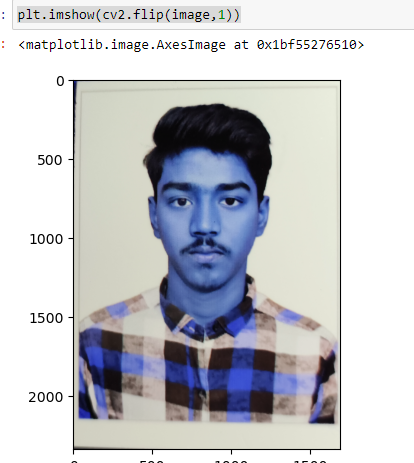 : plt.imshow(cv2.flip(image,1))
: <matplotlib.image.AxesImage at 0x1bf55276510>
0
500
1000
1500
2000